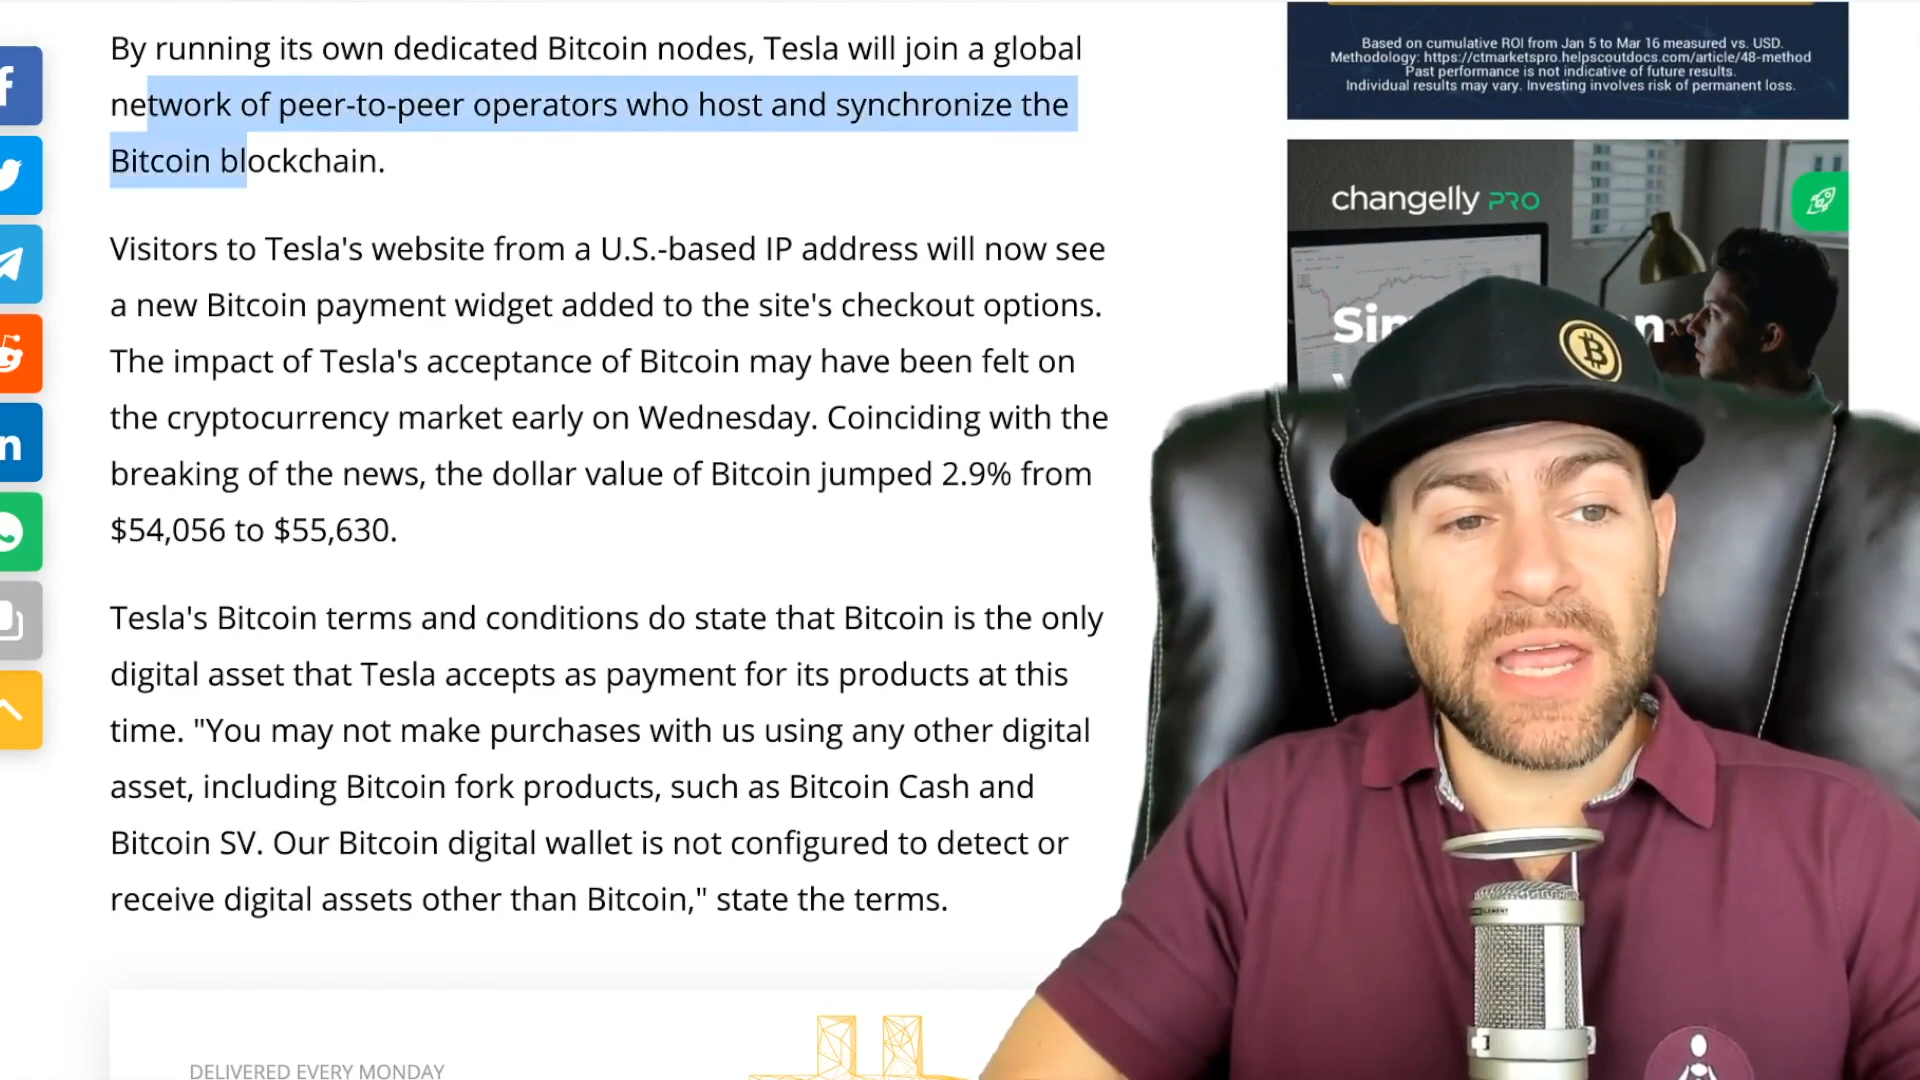 By running its own dedicated Bitcoin nodes, Tesla will join a global
network of peer-to-peer operators who host and synchronize the
Bitcoin blockchain.
Visitors to Tesla's website from a U.S.-based IP address will now see
a new Bitcoin payment widget added to the site's checkout options.
The impact of Tesla's acceptance of Bitcoin may have been felt on
the cryptocurrency market early on Wednesday. Coinciding with the
breaking of the news, the dollar value of Bitcoin jumped 2.9% from
$54,056 to $55,630.
Tesla's Bitcoin terms and conditions do state that Bitcoin is the only
digital asset that Tesla accepts as payment for its products at this
time. "You may not make purchases with us using any other digital
asset, including Bitcoin fork products, such as Bitcoin Cash and
Bitcoin SV. Our Bitcoin digital wallet is not configured to detect or
receive digital assets other than Bitcoin," state the terms.
DELIVERED EVERY MONDAY
Based on cumulative ROI from Jan 5 to Mar 16 measured vs. USD.
Methodology: https://ctmarketspro.helpscoutdocs.com/article/48-method
Past performance is not indicative of future results.
Individual results may vary. Investing involves risk of permanent loss.
changelly PRO